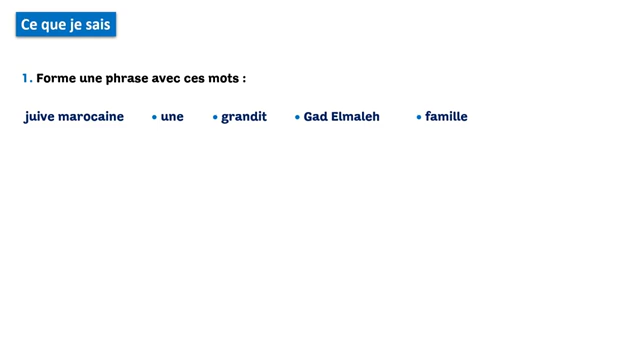 Ce que je sais
1. Forme une phrase avec ces mots :
juive marocaine • une • grandit • Gad Elmaleh • famille